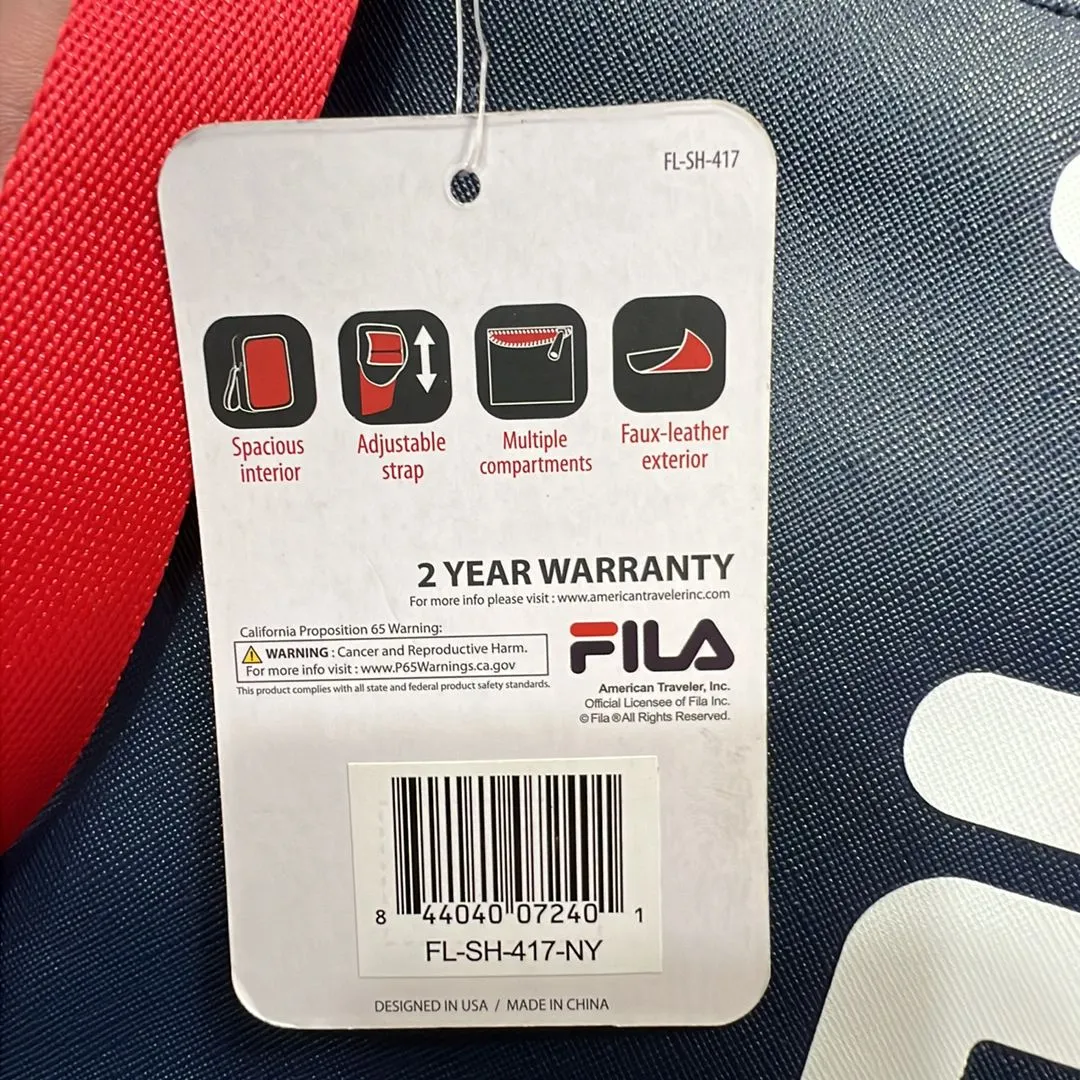 FL-SH-417
Spacious
interior
Adjustable
strap
Multiple
compartments
Faux-leather
exterior
2 YEAR WARRANTY
For more info please visit : www.americantravelerinc.com
California Proposition 65 Warning:
WARNING : Cancer and Reproductive Harm.
For more info visit : www.P65Warnings.ca.gov
This product complies with all state and federal product safety standards.
FILA
American Traveler, Inc.
Official Licensee of Fila Inc.
© Fila ® All Rights Reserved.
8 44040 07240 1
FL-SH-417-NY
DESIGNED IN USA / MADE IN CHINA